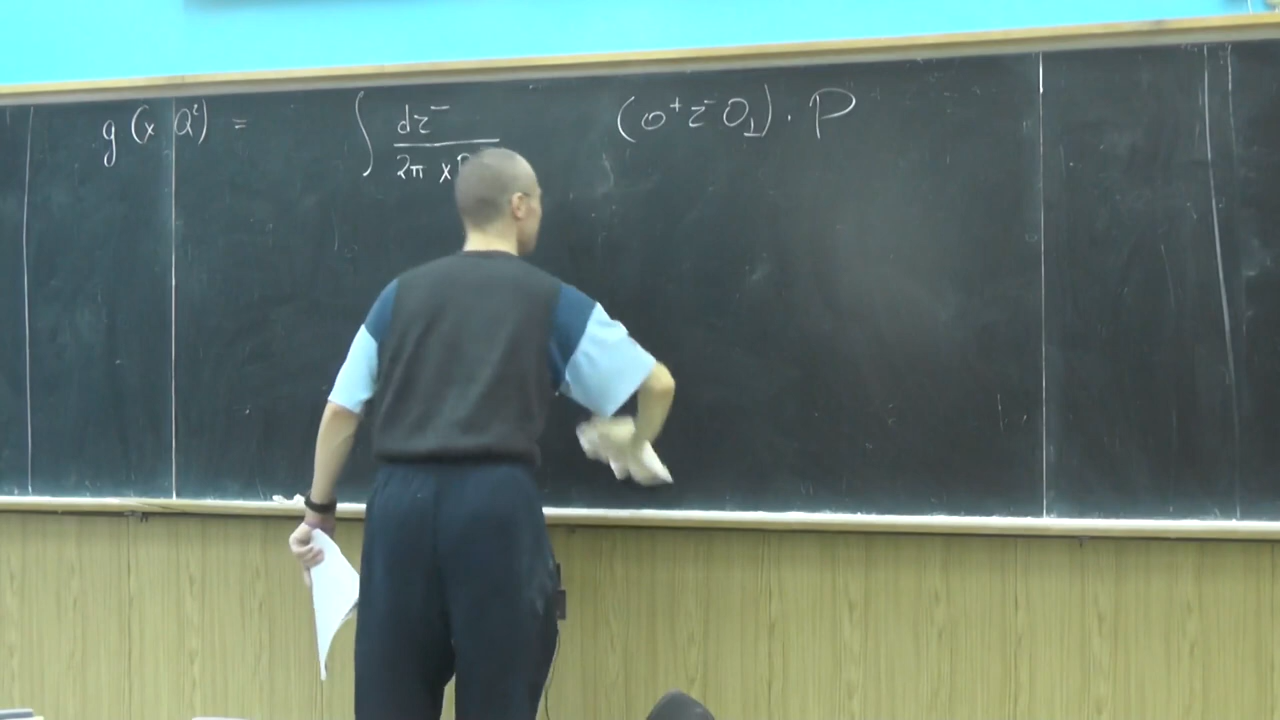 g (x Q²) = ∫ dz⁻ / 2π x (0⁺ z⁻ 0⊥) · P